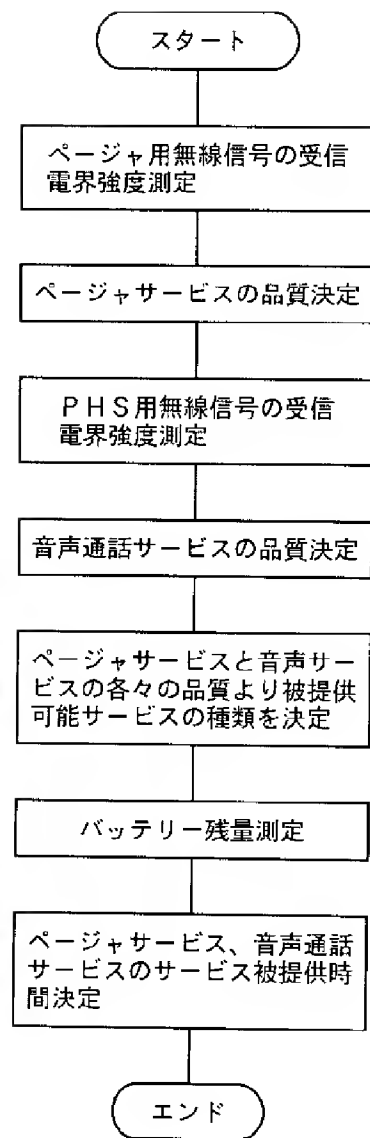 スタート
ページャ用無線信号の受信
電界強度測定
ページャサービスの品質決定
ＰＨＳ用無線信号の受信
電界強度測定
音声通話サービスの品質決定
ページャサービスと音声サー
ビスの各々の品質より被提供
可能サービスの種類を決定
バッテリー残量測定
ページャサービス、音声通話
サービスのサービス被提供時
間決定
エンド